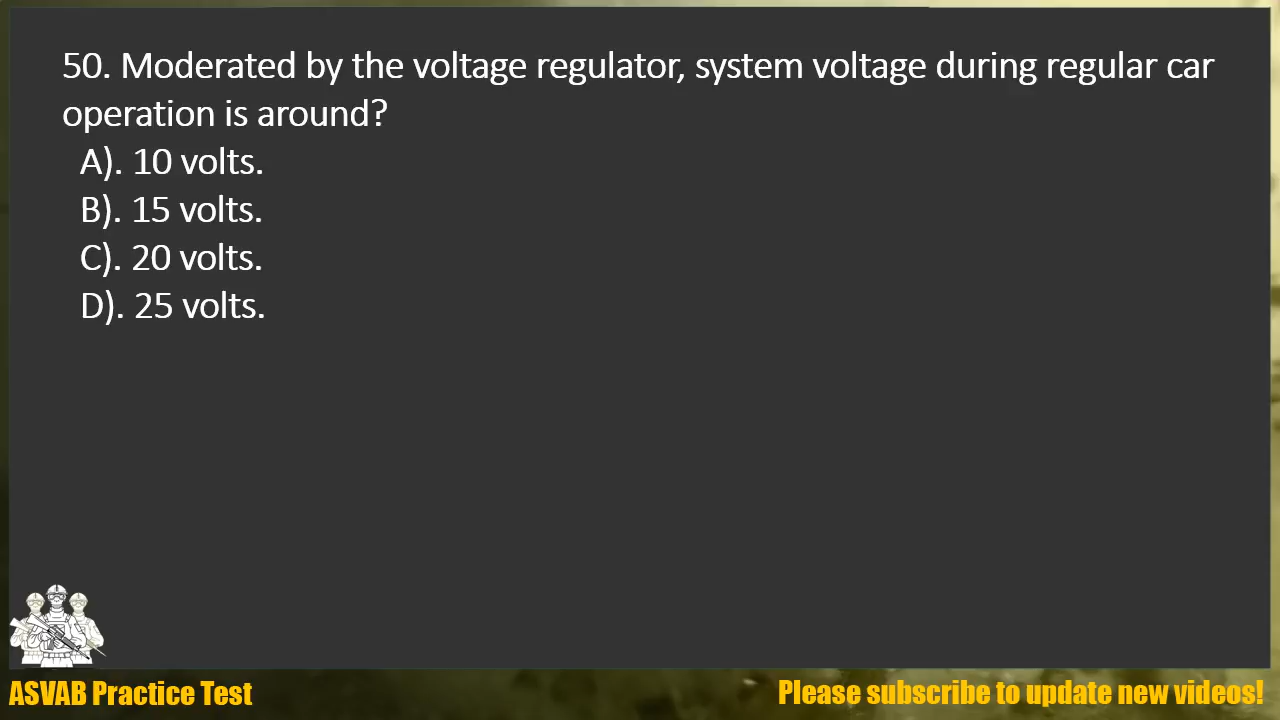 50. Moderated by the voltage regulator, system voltage during regular car
operation is around?
A). 10 volts.
B). 15 volts.
C). 20 volts.
D). 25 volts.
ASVAB Practice Test
Please subscribe to update new videos!